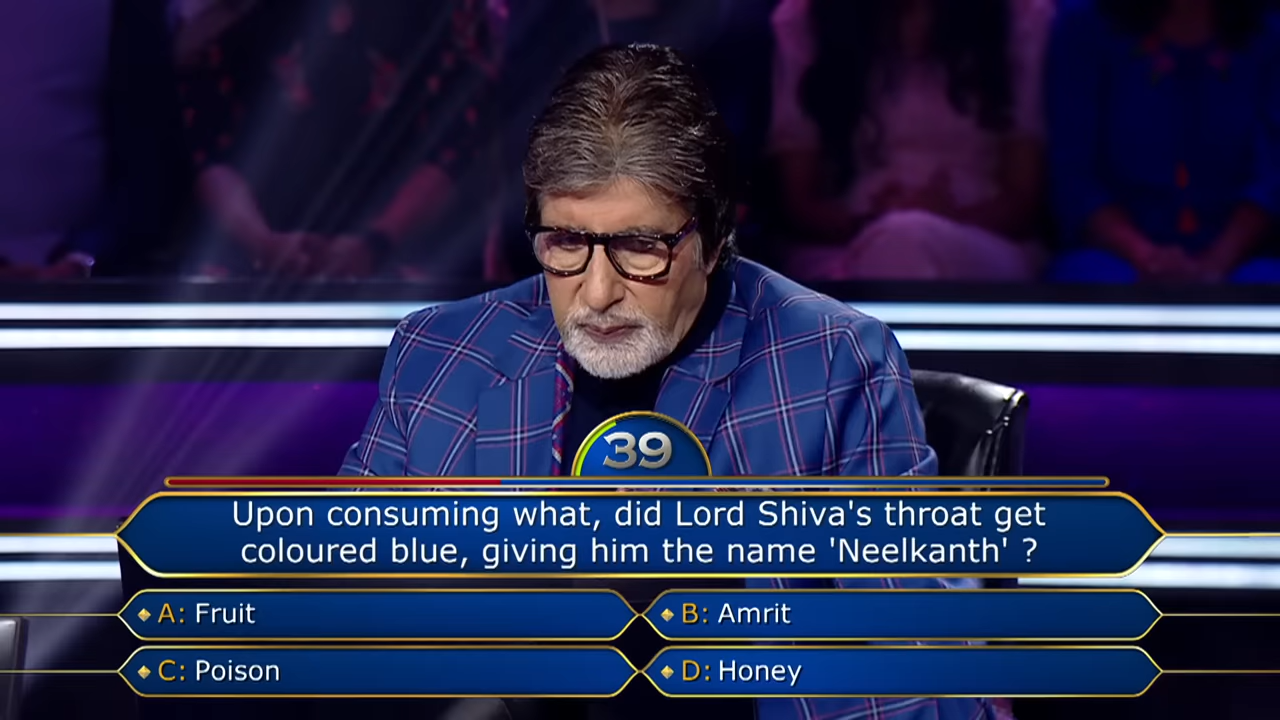 39
Upon consuming what, did Lord Shiva's throat get
coloured blue, giving him the name 'Neelkanth' ?
A: Fruit
B: Amrit
C: Poison
D: Honey